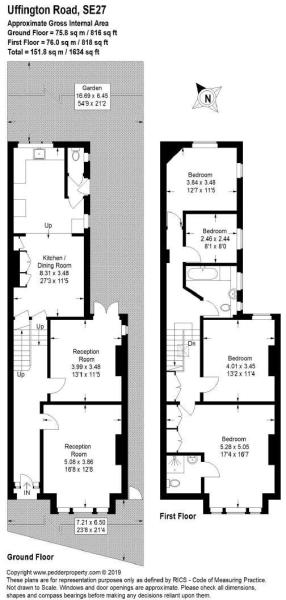 Uffington Road, SE27
Approximate Gross Internal Area
Ground Floor = 75.8 sq m / 816 sq ft
First Floor = 76.0 sq m / 818 sq ft
Total = 151.8 sq m / 1634 sq ft
Garden
16.69 x 6.45
54'9 x 21'2
N
Up
Kitchen /
Dining Room
8.31 x 3.48
27'3 x 11'5
Up
Up
Reception
Room
3.99 x 3.48
13'1 x 11'5
Reception
Room
5.08 x 3.86
16'8 x 12'8
IN
7.21 x 6.50
23'8 x 21'4
Ground Floor
Bedroom
3.84 x 3.48
12'7 x 11'5
Bedroom
2.46 x 2.44
8'1 x 8'0
Dn
Bedroom
4.01 x 3.45
13'2 x 11'4
Bedroom
5.28 x 5.05
17'4 x 16'7
First Floor
Copyright www.pedderproperty.com © 2019
These plans are for representation purposes only as defined by RICS - Code of Measuring Practice.
Not drawn to Scale. Windows and door openings are approximate. Please check all dimensions,
shapes and compass bearings before making any decisions reliant upon them.